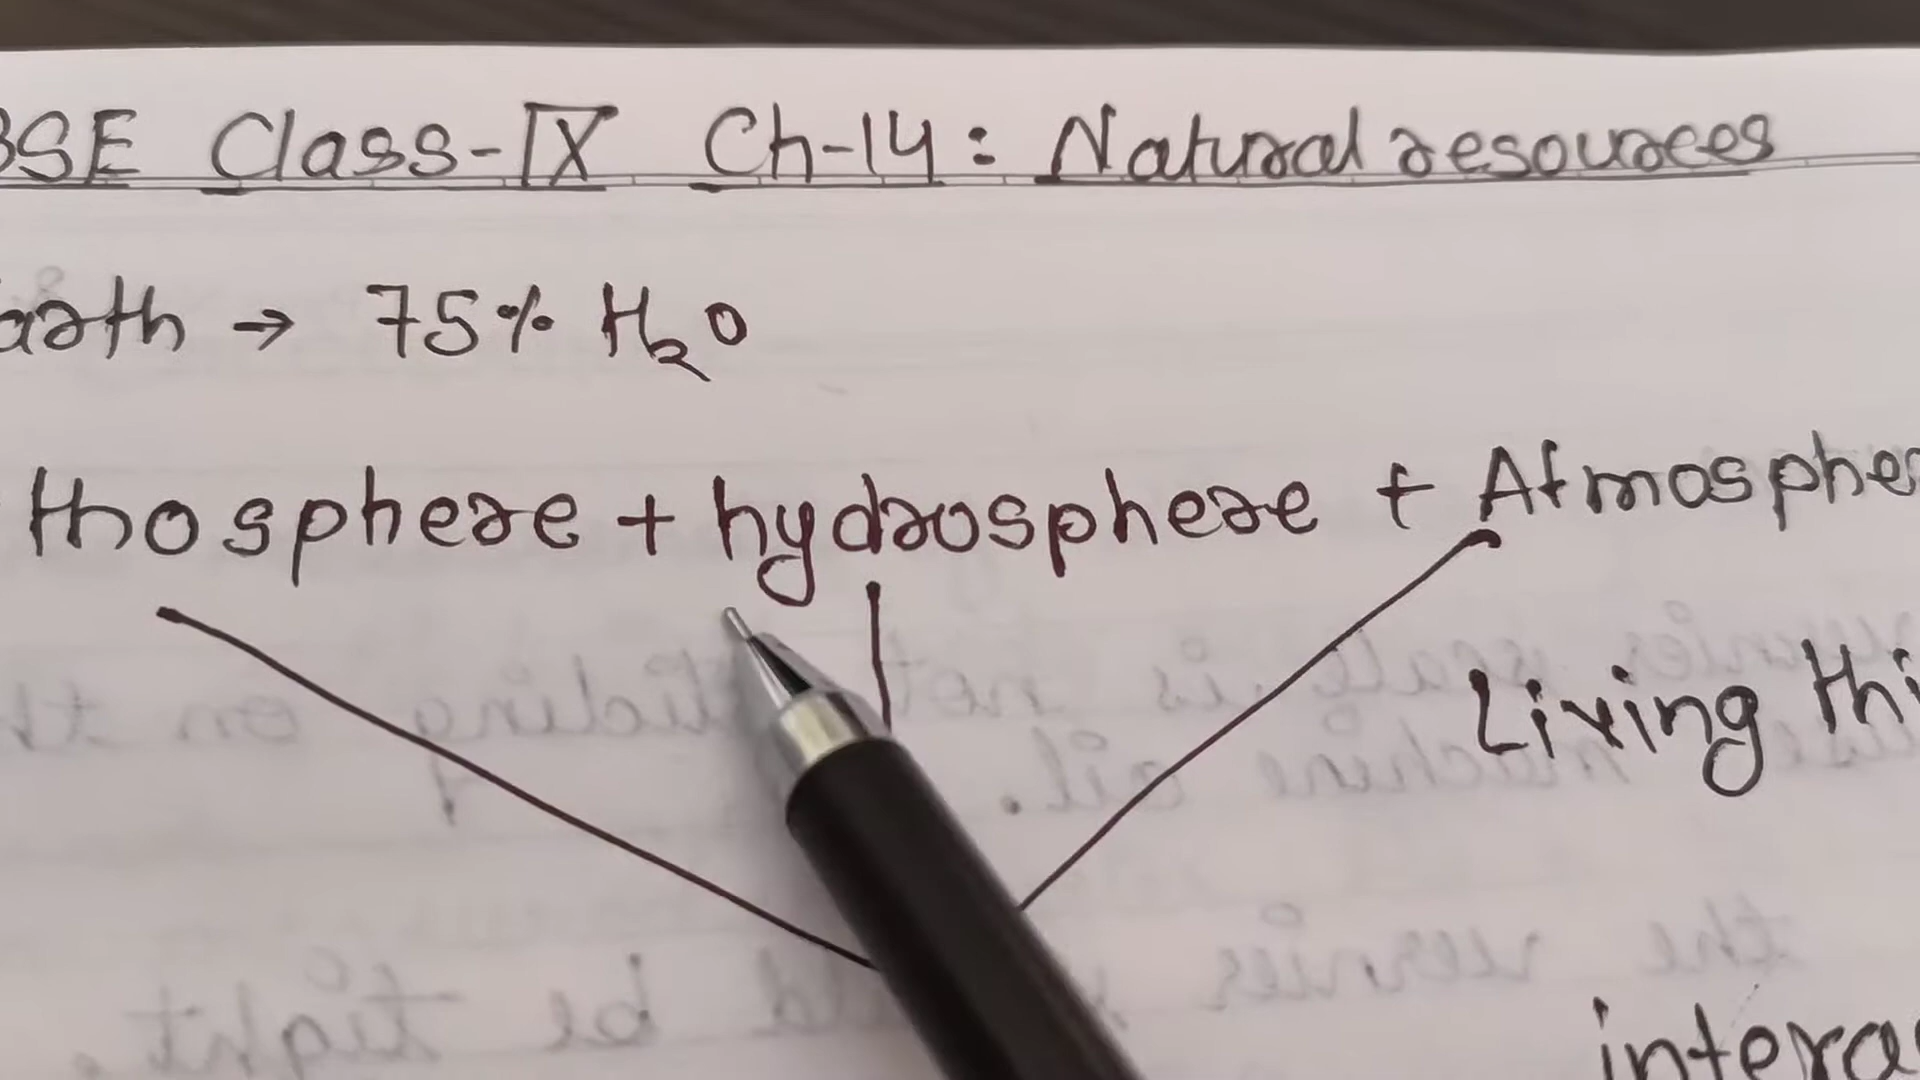 BSE Class-IX Ch-14: Natural resources
arth → 75% H₂O
thosphere + hydrosphere + Atmosphe
Living thi
intera